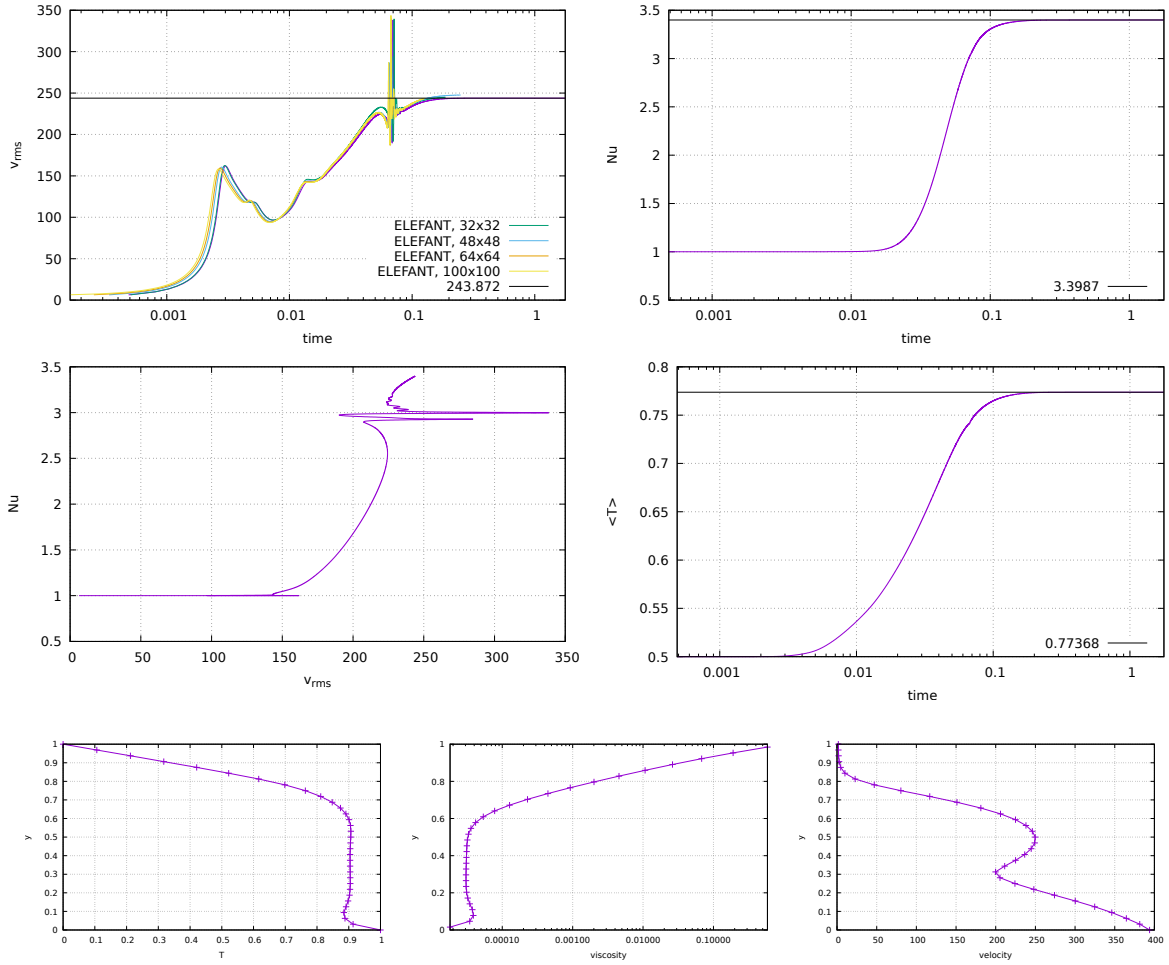 350
300
250
200
150
100
50
0
v_rms
0.001 0.01 0.1 1
time
ELEFANT, 32x32
ELEFANT, 48x48
ELEFANT, 64x64
ELEFANT, 100x100
243.872
3.5
3
2.5
2
1.5
1
0.5
Nu
0.001 0.01 0.1 1
time
3.3987
3.5
3
2.5
2
1.5
1
0.5
Nu
0 50 100 150 200 250 300 350
v_rms
0.8
0.75
0.7
0.65
0.6
0.55
0.5
<T>
0.001 0.01 0.1 1
time
0.77368
1
0.9
0.8
0.7
0.6
0.5
0.4
0.3
0.2
0.1
0
y
0 0.1 0.2 0.3 0.4 0.5 0.6 0.7 0.8 0.9 1
T
1
0.8
0.6
0.4
0.2
0
y
0.00010 0.00100 0.01000 0.10000
viscosity
1
0.9
0.8
0.7
0.6
0.5
0.4
0.3
0.2
0.1
0
y
0 50 100 150 200 250 300 350 400
velocity